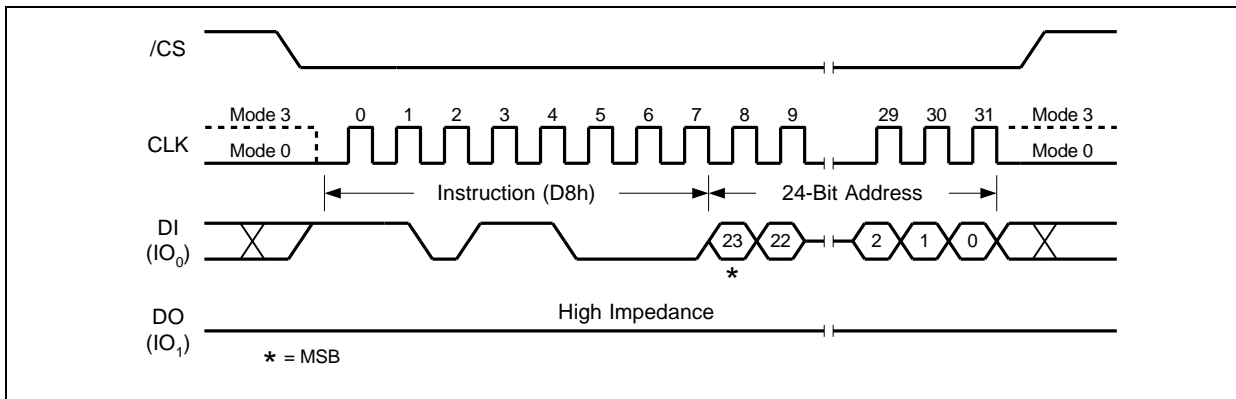 /CS
Mode 3 0 1 2 3 4 5 6 7 8 9 29 30 31 Mode 3
CLK
Mode 0 Mode 0
Instruction (D8h) 24-Bit Address
DI
(IO₀)
23 22 2 1 0
*
DO
(IO₁)
High Impedance
* = MSB